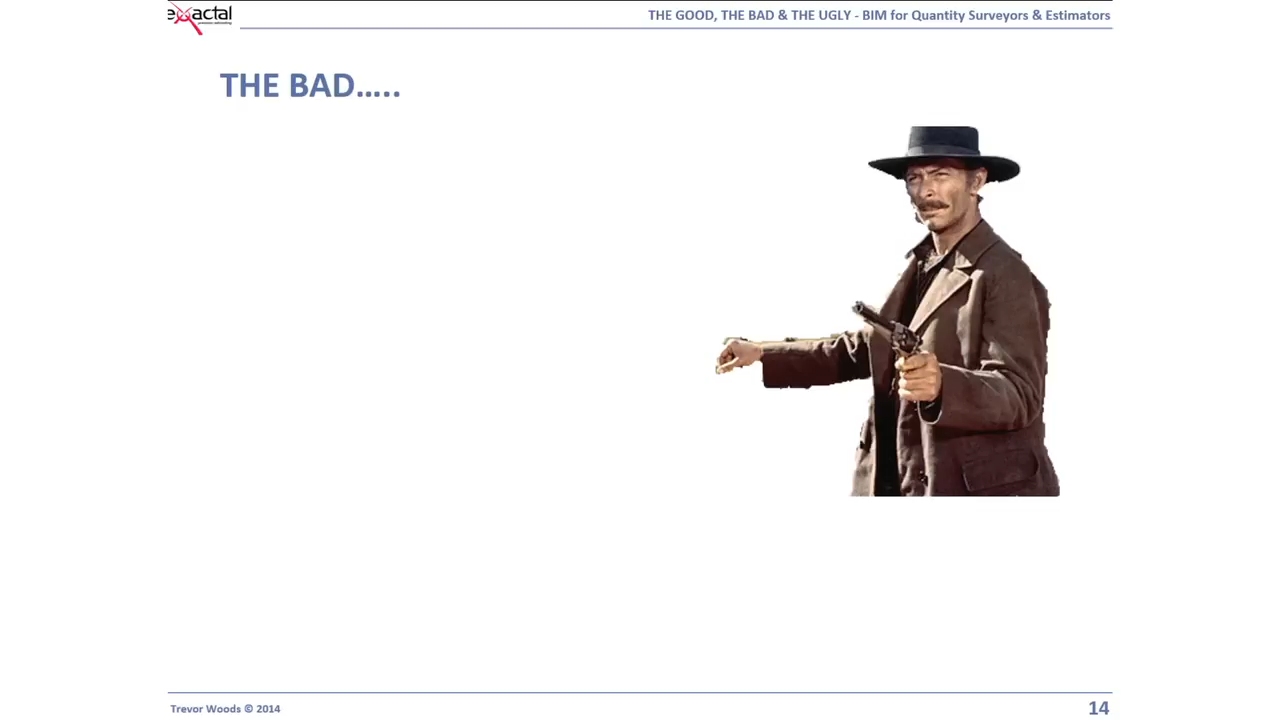 exactal
THE GOOD, THE BAD & THE UGLY - BIM for Quantity Surveyors & Estimators
THE BAD…..
Trevor Woods © 2014
14